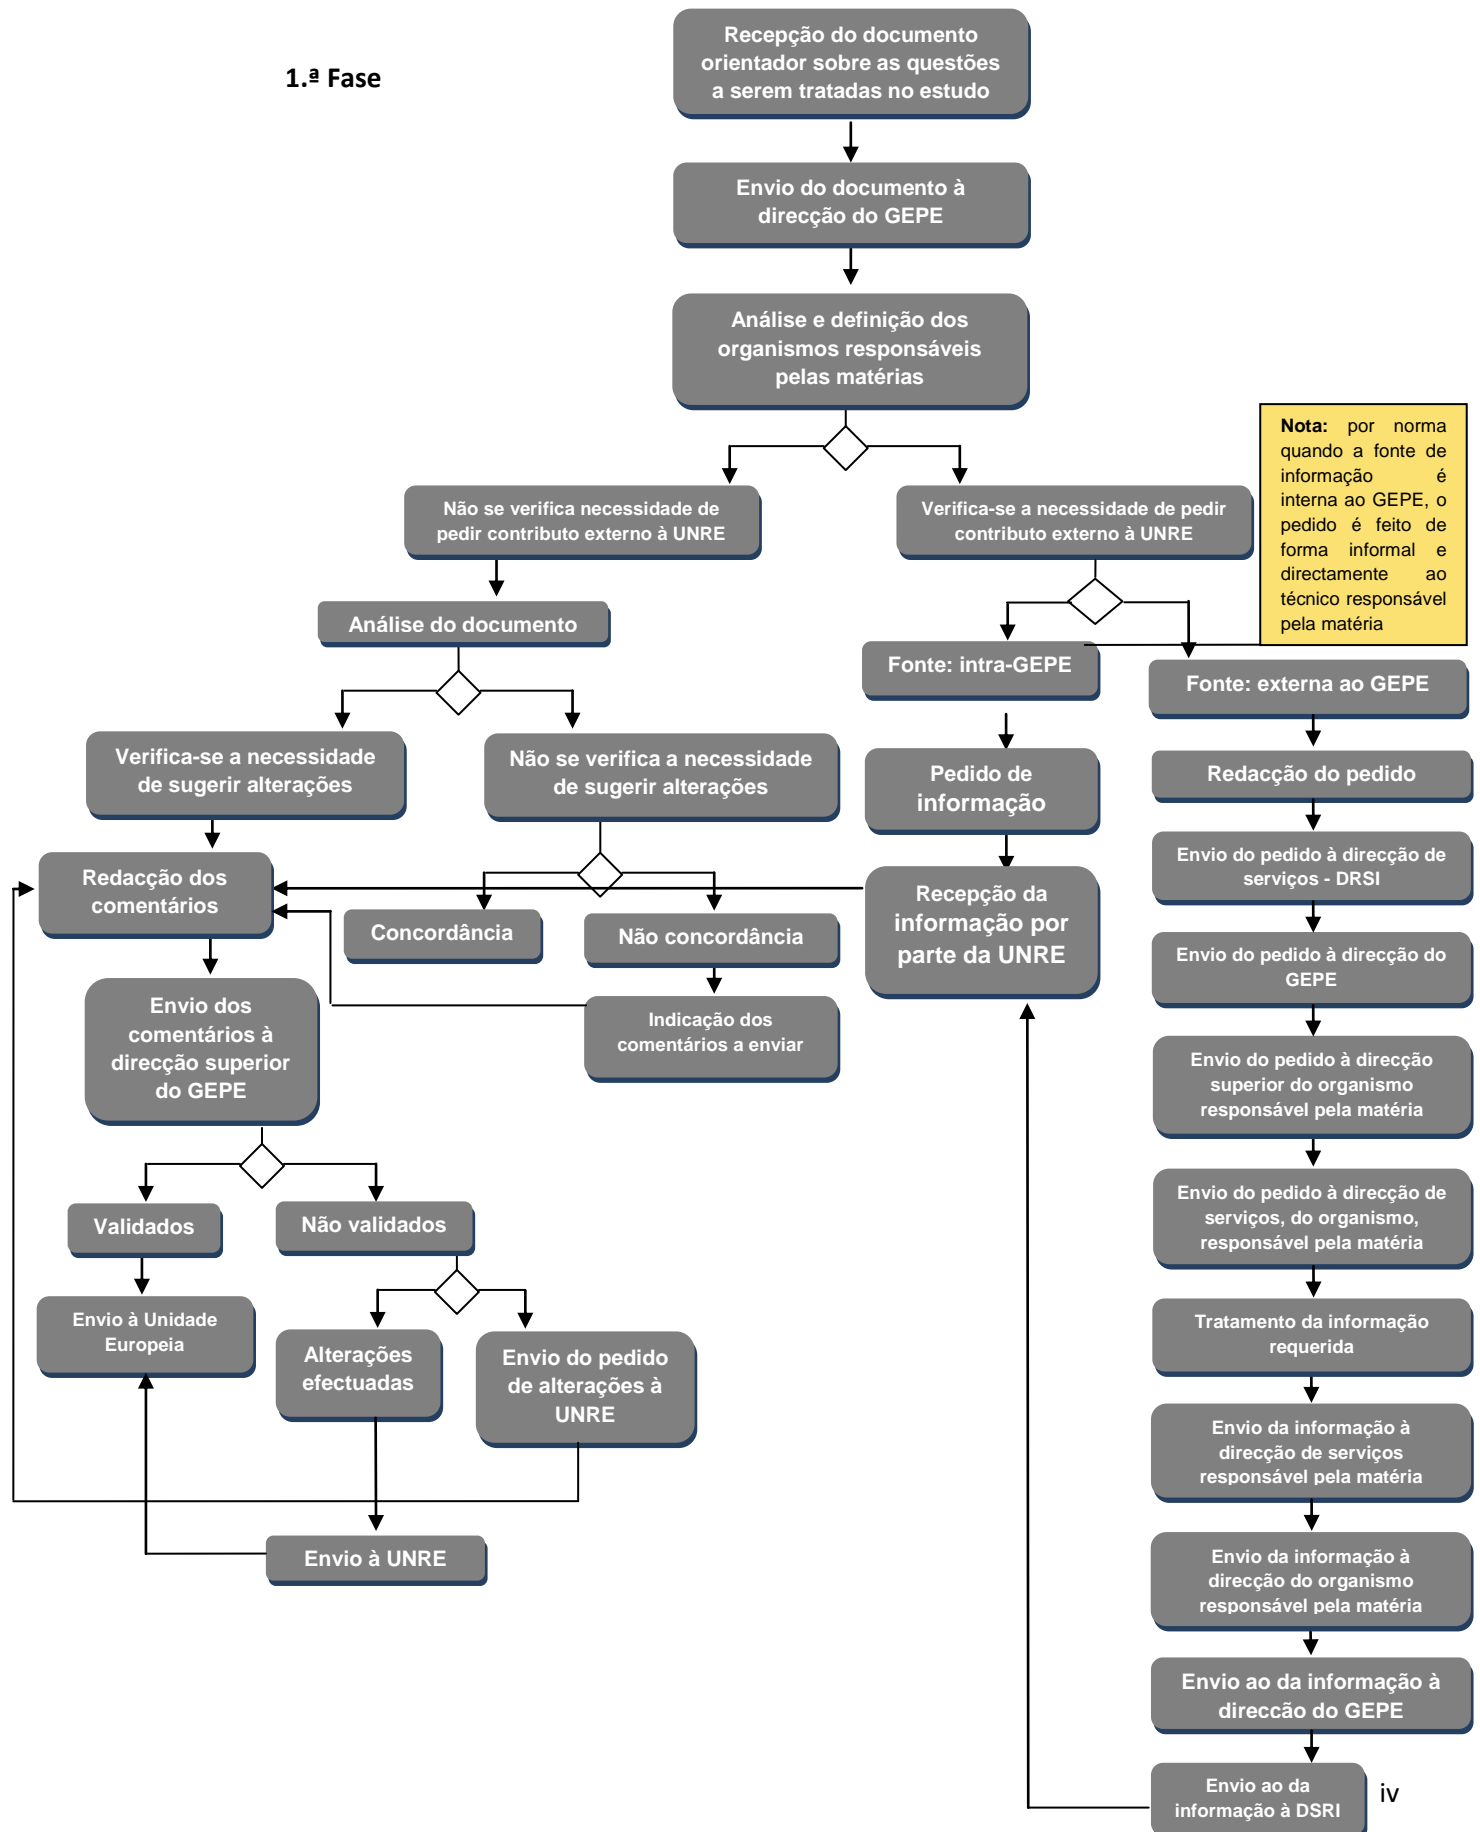 1.ª Fase
Recepção do documento
orientador sobre as questões
a serem tratadas no estudo
Envio do documento à
direcção do GEPE
Análise e definição dos
organismos responsáveis
pelas matérias
Não se verifica necessidade de
pedir contributo externo à UNRE
Verifica-se a necessidade de pedir
contributo externo à UNRE
Nota: por norma
quando a fonte de
informação é
interna ao GEPE, o
pedido é feito de
forma informal e
directamente ao
técnico responsável
pela matéria
Análise do documento
Fonte: intra-GEPE
Fonte: externa ao GEPE
Verifica-se a necessidade
de sugerir alterações
Não se verifica a necessidade
de sugerir alterações
Pedido de
informação
Redacção do pedido
Redacção dos
comentários
Concordância
Não concordância
Recepção da
informação por
parte da UNRE
Envio do pedido à direcção de
serviços - DRSI
Envio do pedido à direcção do
GEPE
Envio dos
comentários à
direcção superior
do GEPE
Indicação dos
comentários a enviar
Envio do pedido à direcção
superior do organismo
responsável pela matéria
Validados
Não validados
Envio do pedido à direcção de
serviços, do organismo,
responsável pela matéria
Envio à Unidade
Europeia
Alterações
efectuadas
Envio do pedido
de alterações à
UNRE
Tratamento da informação
requerida
Envio da informação à
direcção de serviços
responsável pela matéria
Envio à UNRE
Envio da informação à
direcção do organismo
responsável pela matéria
Envio ao da informação à
direccão do GEPE
Envio ao da
informação à DSRI
iv